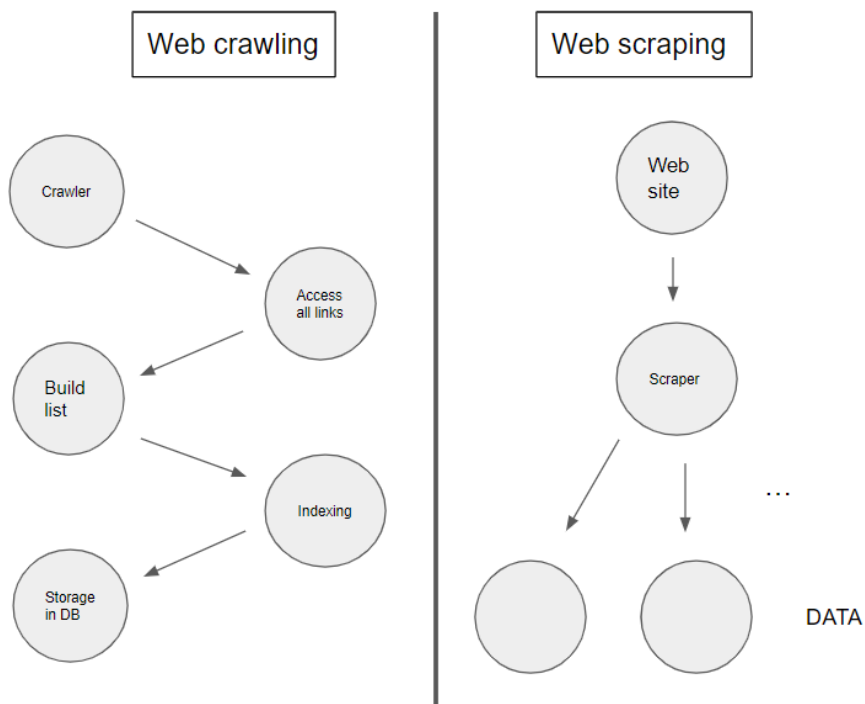 Web crawling
Crawler
Access
all links
Build
list
Indexing
Storage
in DB
Web scraping
Web
site
Scraper
...
DATA